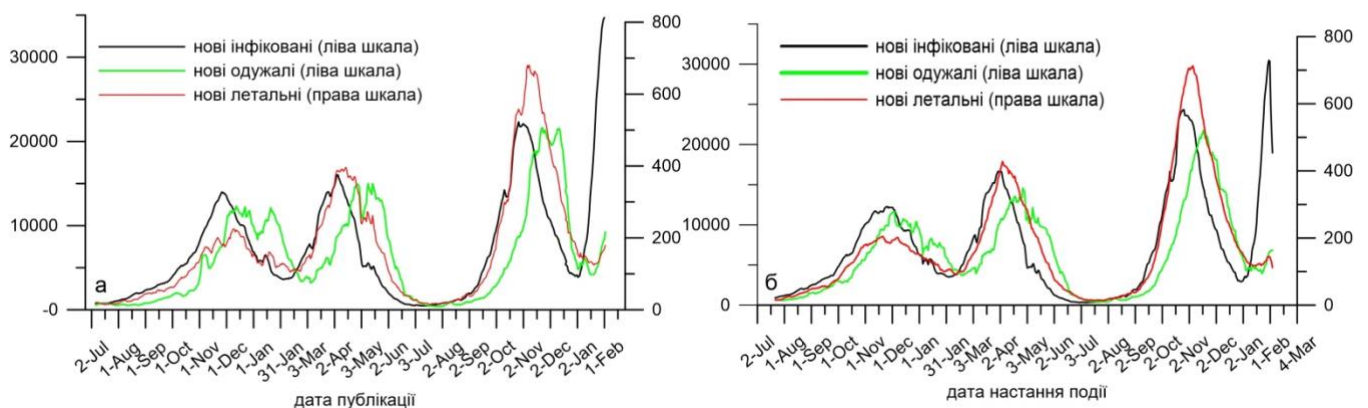 нові інфіковані (ліва шкала)
нові одужалі (ліва шкала)
нові летальні (права шкала)
30000
20000
10000
-0
800
600
400
200
0
а
2-Jul 1-Aug 1-Sep 1-Oct 1-Nov 1-Dec 1-Jan 31-Jan 3-Mar 2-Apr 3-May 2-Jun 3-Jul 2-Aug 2-Sep 2-Oct 2-Nov 2-Dec 2-Jan 1-Feb
дата публікації
нові інфіковані (ліва шкала)
нові одужалі (ліва шкала)
нові летальні (права шкала)
30000
20000
10000
0
800
600
400
200
0
б
2-Jul 1-Aug 1-Sep 1-Oct 1-Nov 1-Dec 1-Jan 31-Jan 3-Mar 2-Apr 3-May 2-Jun 3-Jul 2-Aug 2-Sep 2-Oct 2-Nov 2-Dec 2-Jan 1-Feb 4-Mar
дата настання події